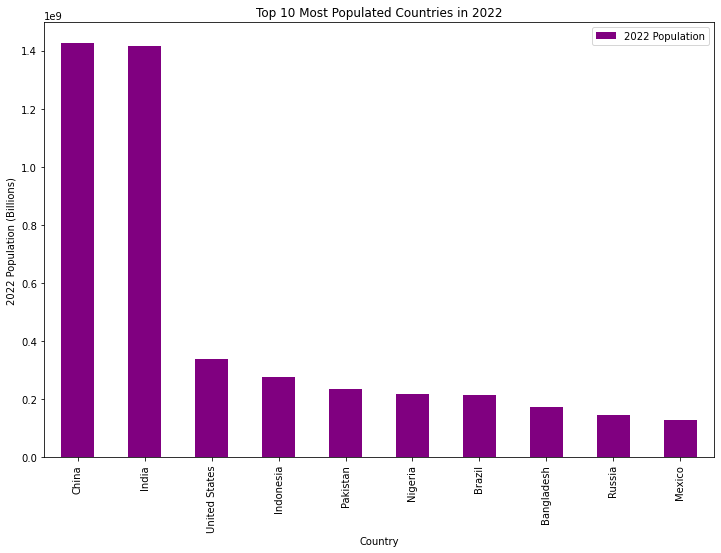 Top 10 Most Populated Countries in 2022
1e9
2022 Population
1.4
1.2
1.0
0.8
0.6
0.4
0.2
0.0
2022 Population (Billions)
China
India
United States
Indonesia
Pakistan
Nigeria
Brazil
Bangladesh
Russia
Mexico
Country